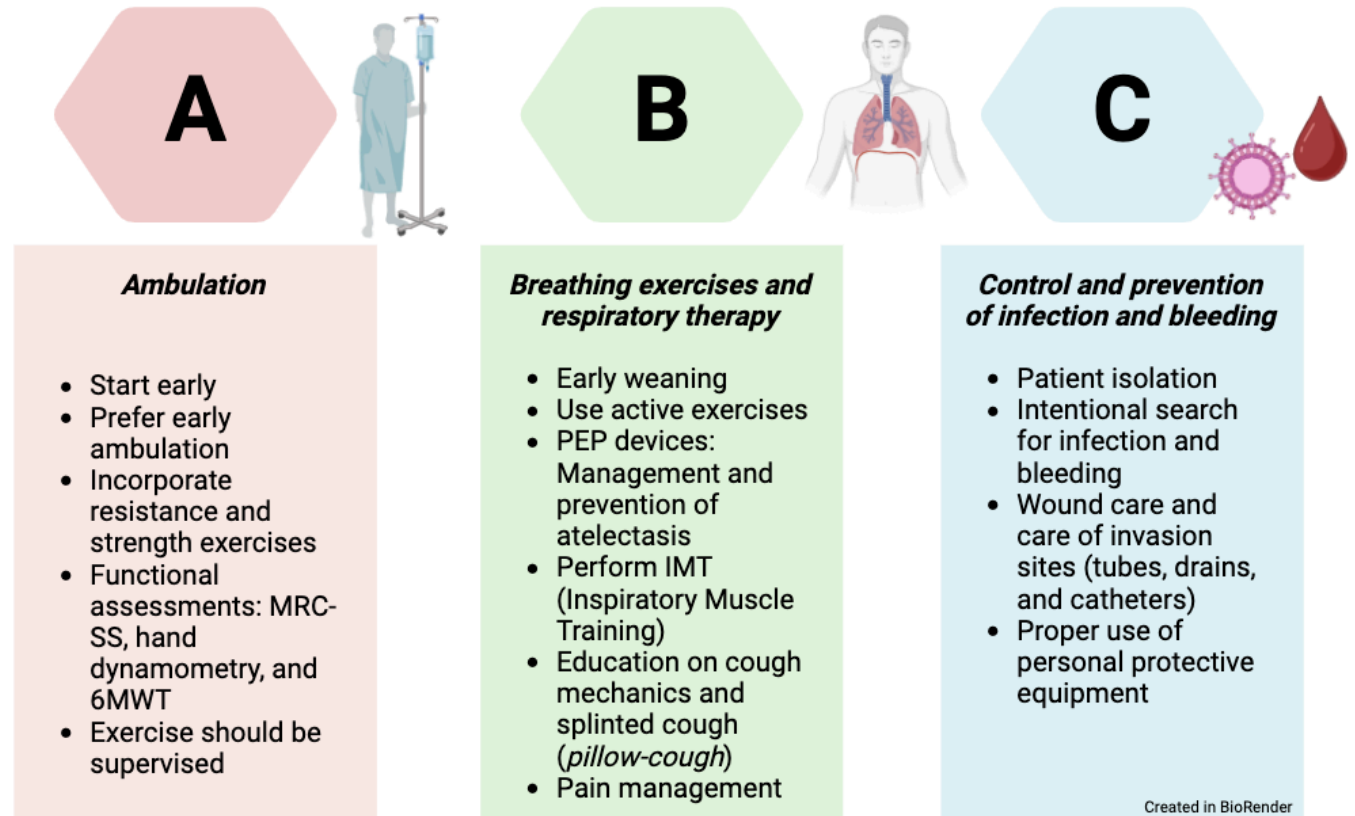 A
B
C
Ambulation
• Start early
• Prefer early
ambulation
• Incorporate
resistance and
strength exercises
• Functional
assessments: MRC-
SS, hand
dynamometry, and
6MWT
• Exercise should be
supervised
Breathing exercises and
respiratory therapy
• Early weaning
• Use active exercises
• PEP devices:
Management and
prevention of
atelectasis
• Perform IMT
(Inspiratory Muscle
Training)
• Education on cough
mechanics and
splinted cough
(pillow-cough)
• Pain management
Control and prevention
of infection and bleeding
• Patient isolation
• Intentional search
for infection and
bleeding
• Wound care and
care of invasion
sites (tubes, drains,
and catheters)
• Proper use of
personal protective
equipment
Created in BioRender